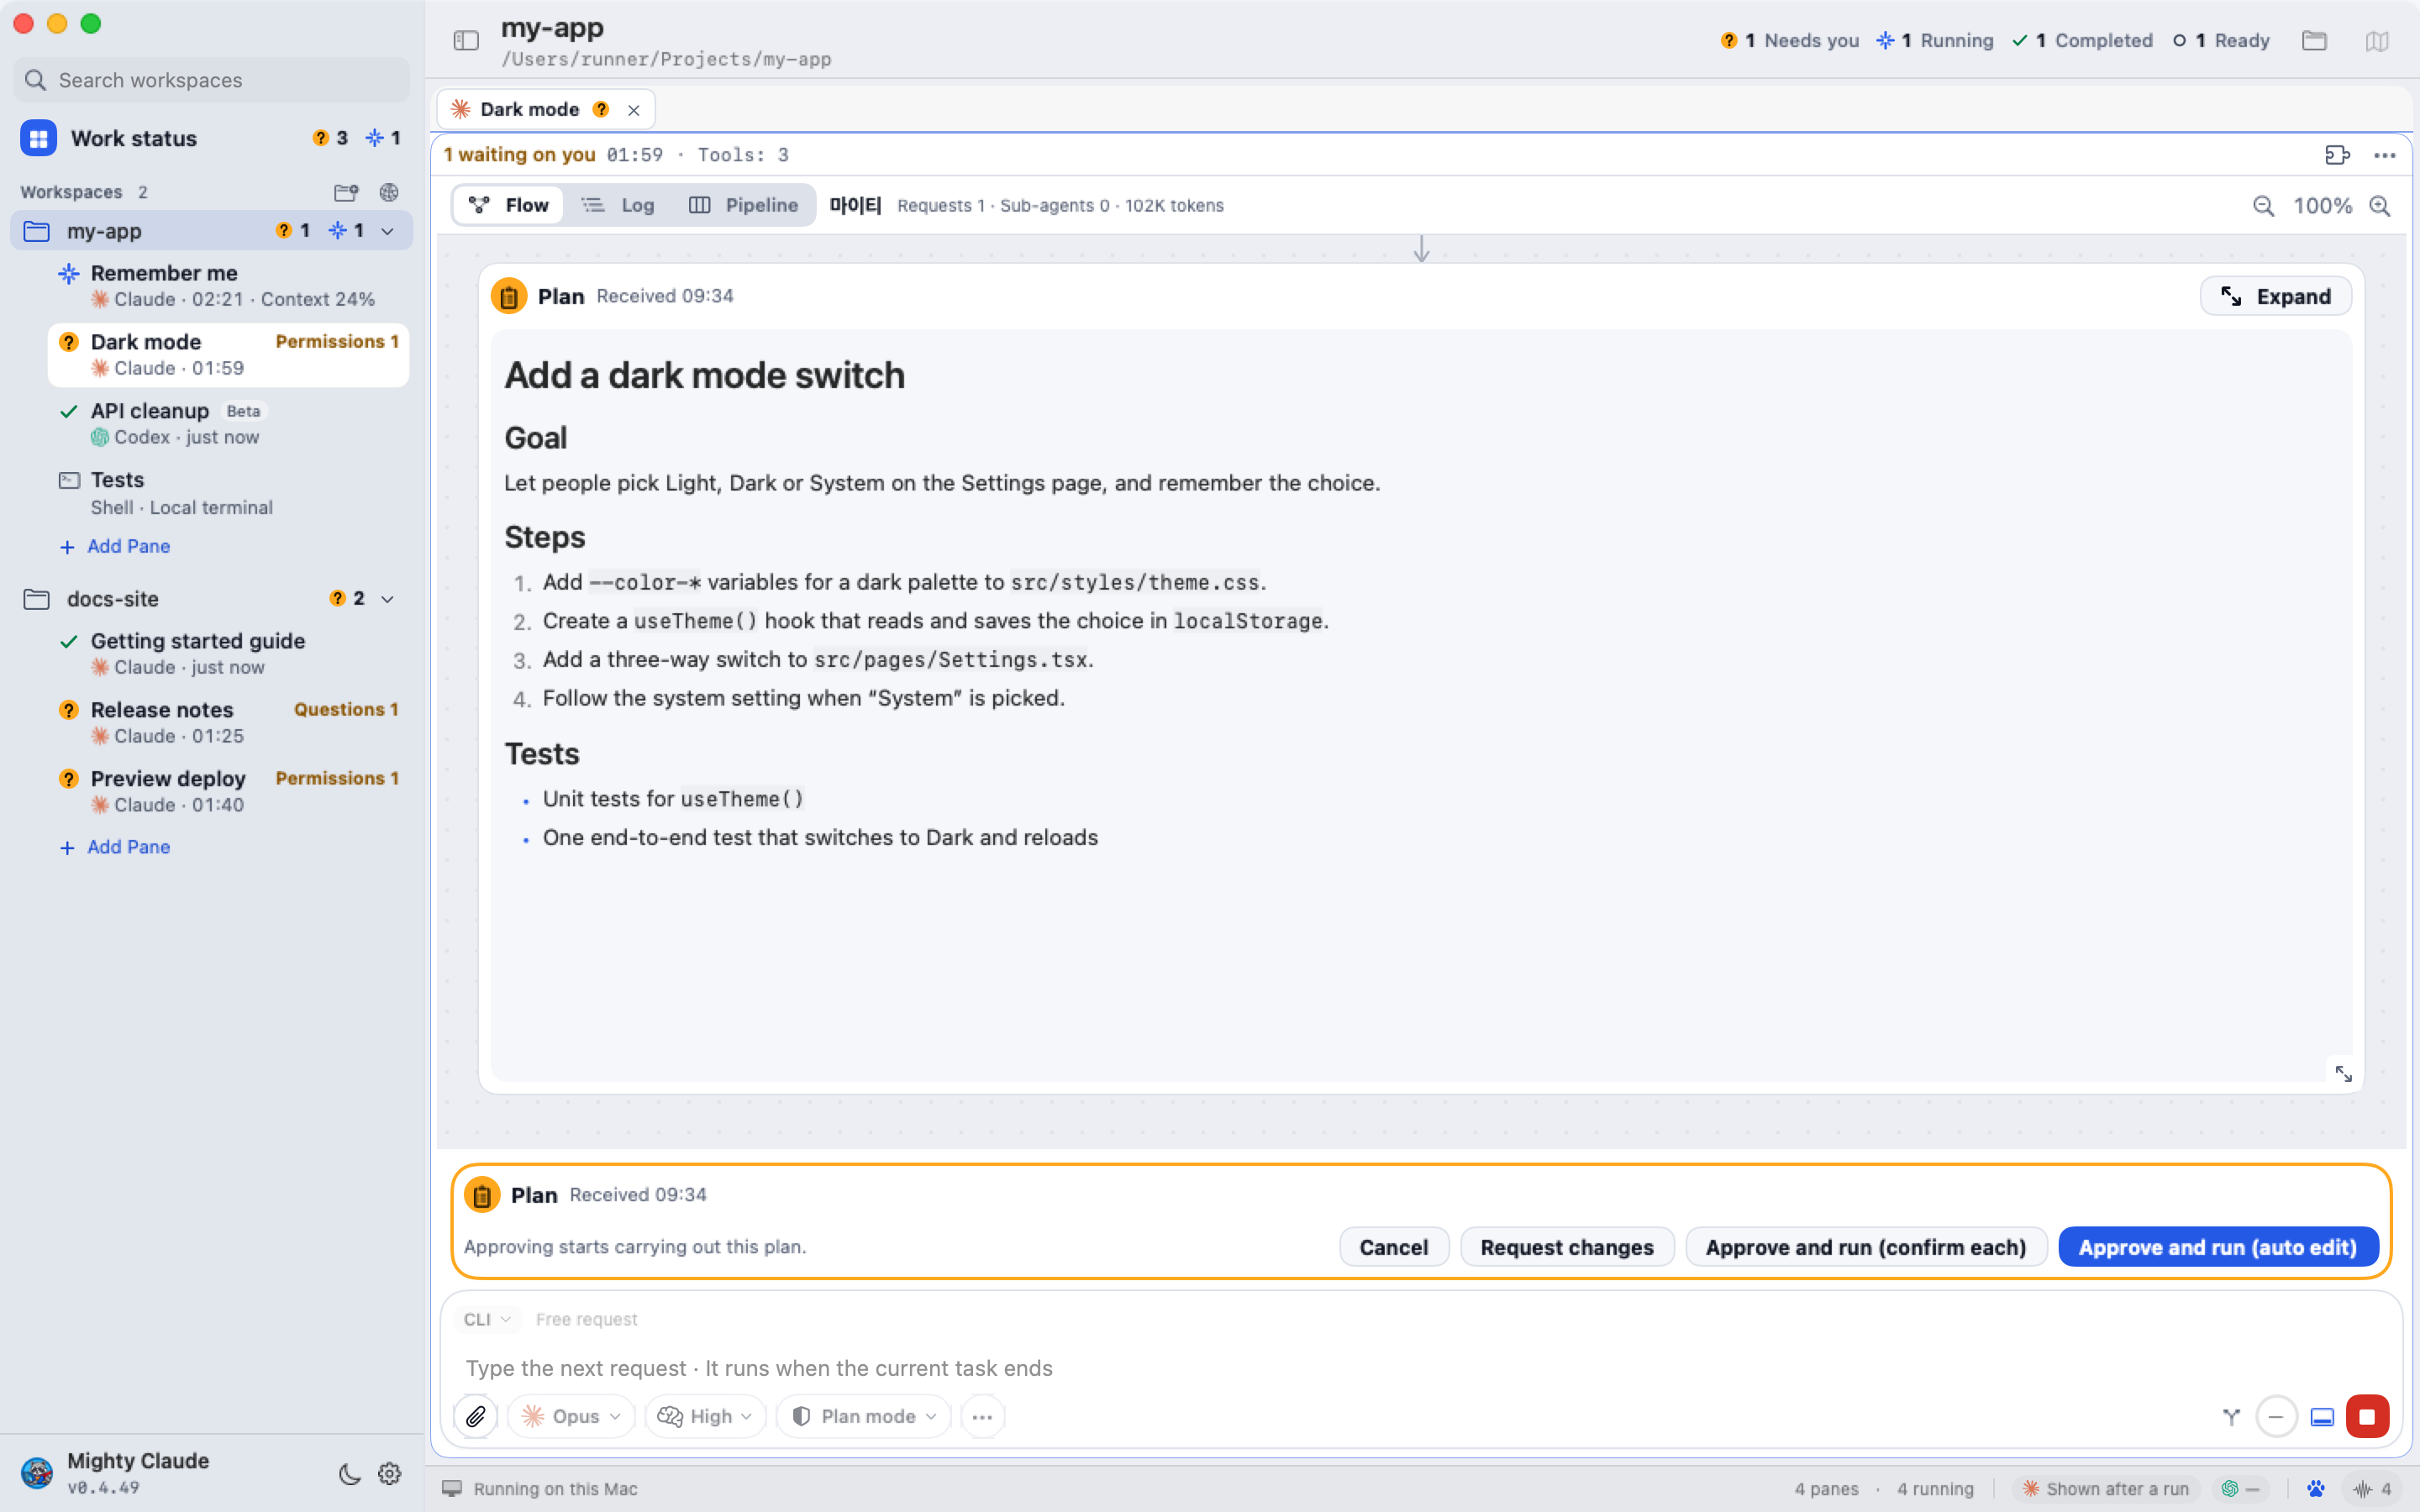 my-app
/Users/runner/Projects/my-app
1 Needs you 1 Running 1 Completed 1 Ready
Search workspaces
Work status 3 1
Workspaces 2
my-app 1 1
Remember me
Claude · 02:21 · Context 24%
Dark mode Permissions 1
Claude · 01:59
API cleanup Beta
Codex · just now
Tests
Shell · Local terminal
+ Add Pane
docs-site 2
Getting started guide
Claude · just now
Release notes Questions 1
Claude · 01:25
Preview deploy Permissions 1
Claude · 01:40
+ Add Pane
Mighty Claude
v0.4.49
Dark mode
1 waiting on you 01:59 · Tools: 3
Flow Log Pipeline 마이티 Requests 1 · Sub-agents 0 · 102K tokens 100%
Plan Received 09:34 Expand
Add a dark mode switch
Goal
Let people pick Light, Dark or System on the Settings page, and remember the choice.
Steps
1. Add --color-* variables for a dark palette to src/styles/theme.css.
2. Create a useTheme() hook that reads and saves the choice in localStorage.
3. Add a three-way switch to src/pages/Settings.tsx.
4. Follow the system setting when “System” is picked.
Tests
• Unit tests for useTheme()
• One end-to-end test that switches to Dark and reloads
Plan Received 09:34
Approving starts carrying out this plan. Cancel Request changes Approve and run (confirm each) Approve and run (auto edit)
CLI Free request
Type the next request · It runs when the current task ends
Opus High Plan mode
Running on this Mac 4 panes · 4 running Shown after a run — 4